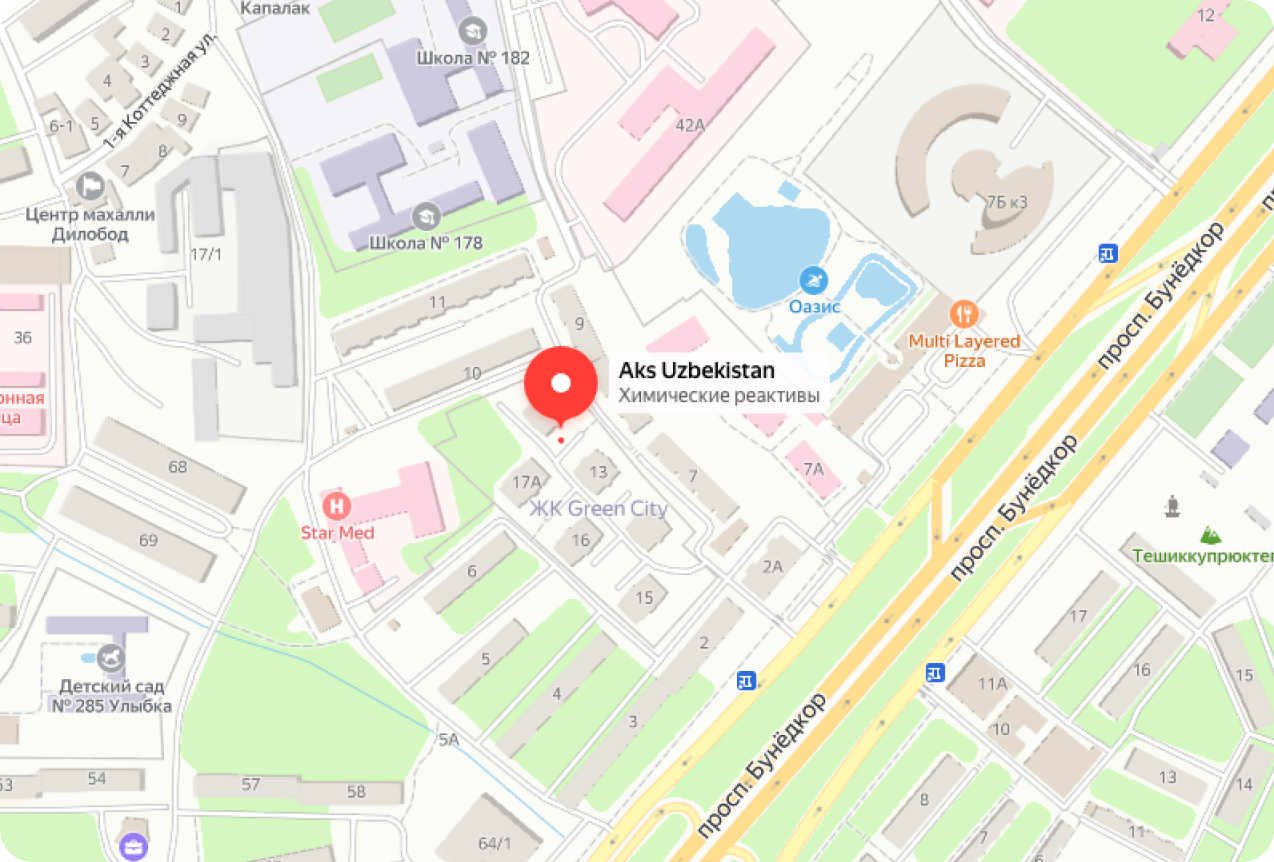 Капалак
1
12
2
Школа № 182
3
4
1-я Коттеджная ул.
9
6-1
5
42А
8
7
7Б к3
Центр махалли
Дилобод
Школа № 178
17/1
просп. Бунёдкор
11
Оазис
9
36
Multi Layered
Pizza
10
Aks Uzbekistan
Химические реактивы
68
17А
13
7
7А
просп. Бунёдкор
Star Med
ЖК Green City
69
16
2А
Тешиккупрюктеп
6
15
17
2
5
4
16
15
Детский сад
№ 285 Улыбка
11А
3
10
5А
просп. Бунёдкор
53
54
57
58
13
14
8
7
11
64/1